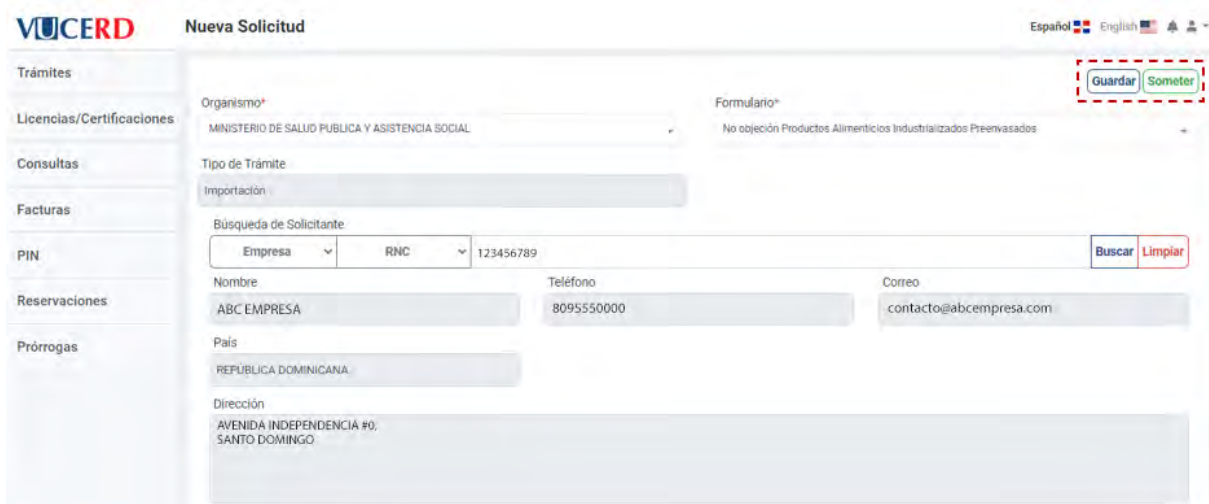 VUCERD
Nueva Solicitud
Español English
Trámites
Licencias/Certificaciones
Consultas
Facturas
PIN
Reservaciones
Prórrogas
Guardar Someter
Organismo* Formulario*
MINISTERIO DE SALUD PUBLICA Y ASISTENCIA SOCIAL No objeción Productos Alimenticios Industrializados Preenvasados
Tipo de Trámite
Importación
Búsqueda de Solicitante
Empresa RNC 123456789 Buscar Limpiar
Nombre Teléfono Correo
ABC EMPRESA 8095550000 contacto@abcempresa.com
País
REPÚBLICA DOMINICANA
Dirección
AVENIDA INDEPENDENCIA #0,
SANTO DOMINGO